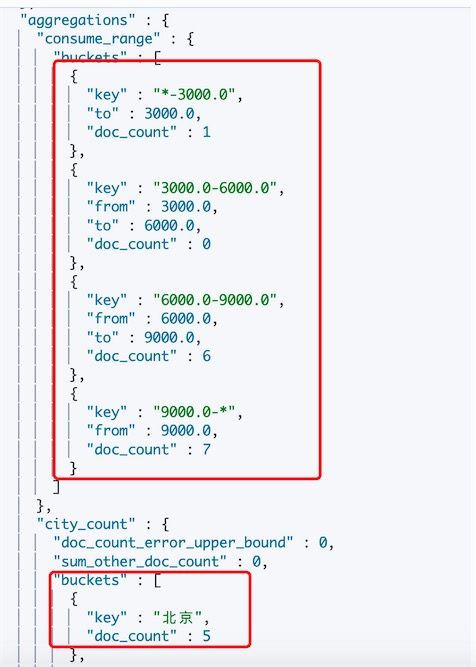 "aggregations" : {
"consume_range" : {
"buckets" : [
{
"key" : "*-3000.0",
"to" : 3000.0,
"doc_count" : 1
},
{
"key" : "3000.0-6000.0",
"from" : 3000.0,
"to" : 6000.0,
"doc_count" : 0
},
{
"key" : "6000.0-9000.0",
"from" : 6000.0,
"to" : 9000.0,
"doc_count" : 6
},
{
"key" : "9000.0-*",
"from" : 9000.0,
"doc_count" : 7
}
]
},
"city_count" : {
"doc_count_error_upper_bound" : 0,
"sum_other_doc_count" : 0,
"buckets" : [
{
"key" : "北京",
"doc_count" : 5
},